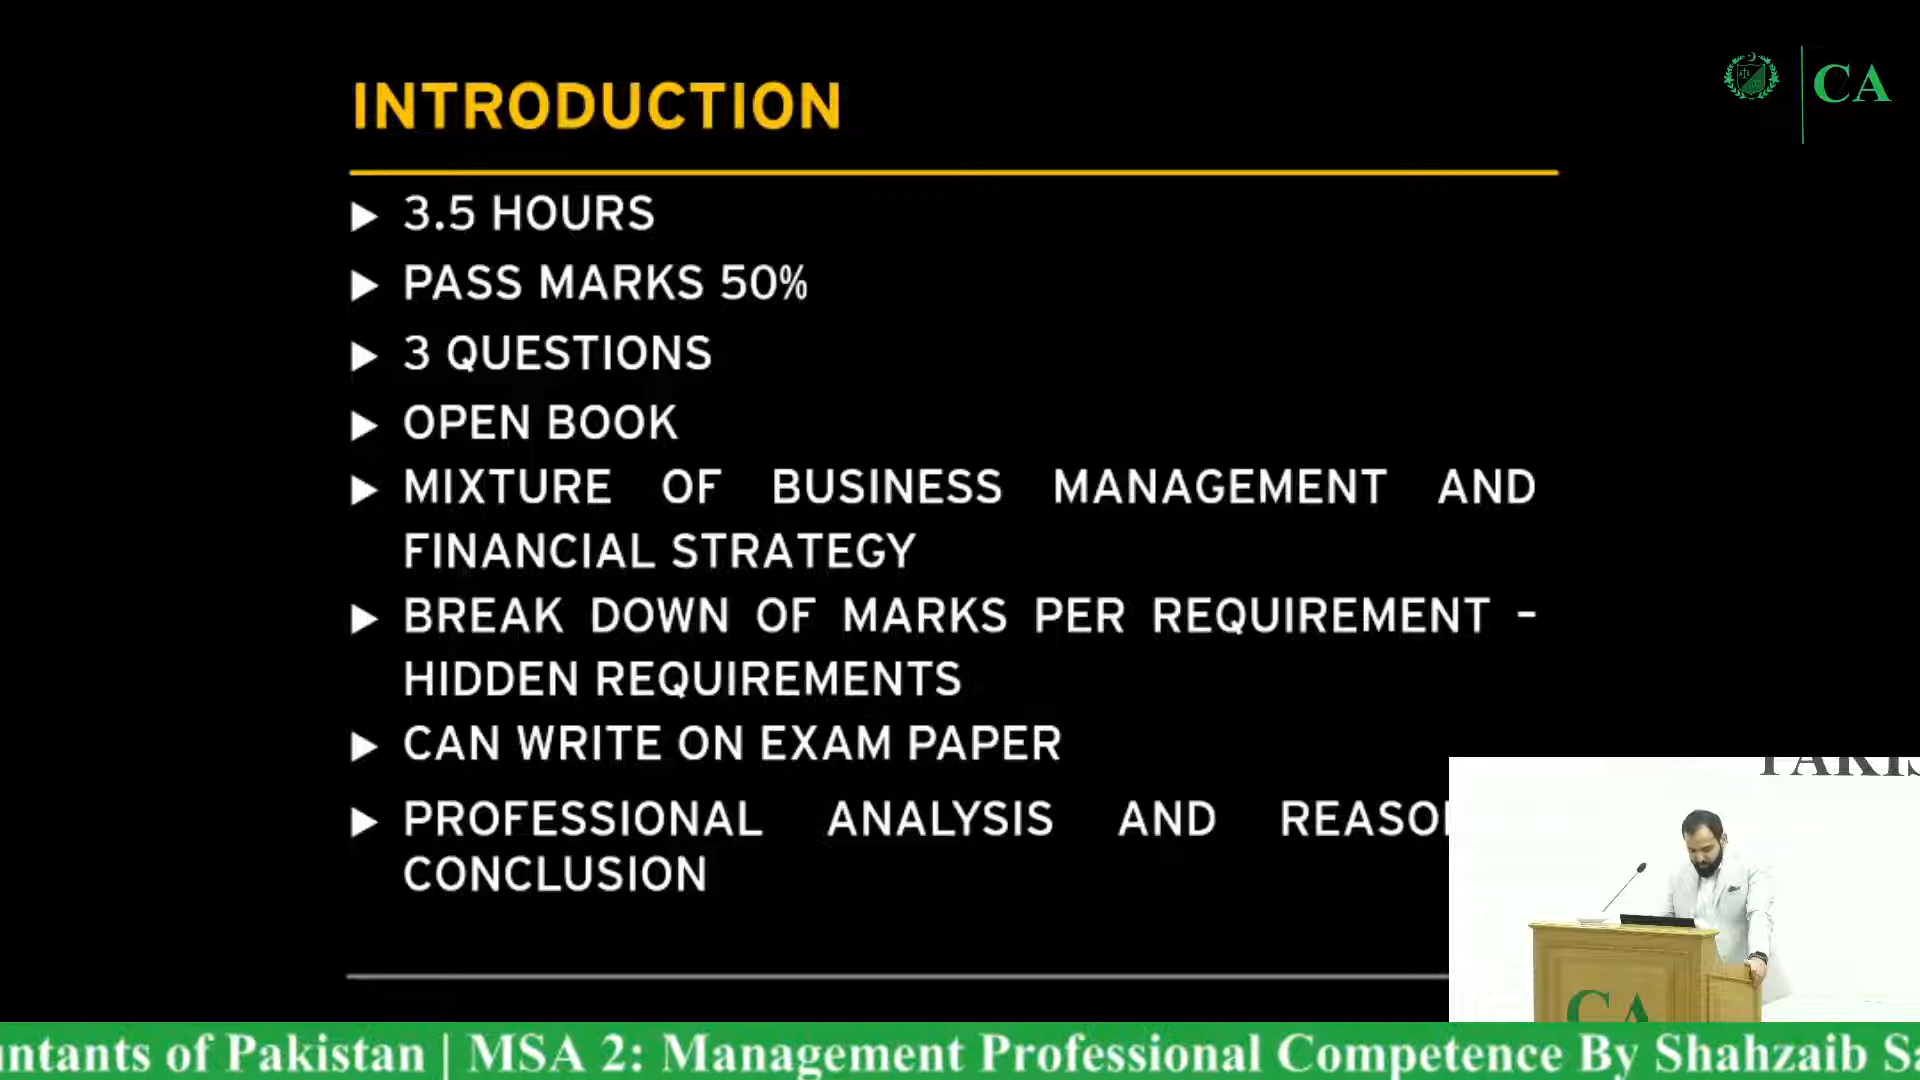 INTRODUCTION
CA
3.5 HOURS
PASS MARKS 50%
3 QUESTIONS
OPEN BOOK
MIXTURE OF BUSINESS MANAGEMENT AND
FINANCIAL STRATEGY
BREAK DOWN OF MARKS PER REQUIREMENT –
HIDDEN REQUIREMENTS
CAN WRITE ON EXAM PAPER
PROFESSIONAL ANALYSIS AND
CONCLUSION
CA
of Pakistan | MSA 2: Management Professional Competence By Shahzaib